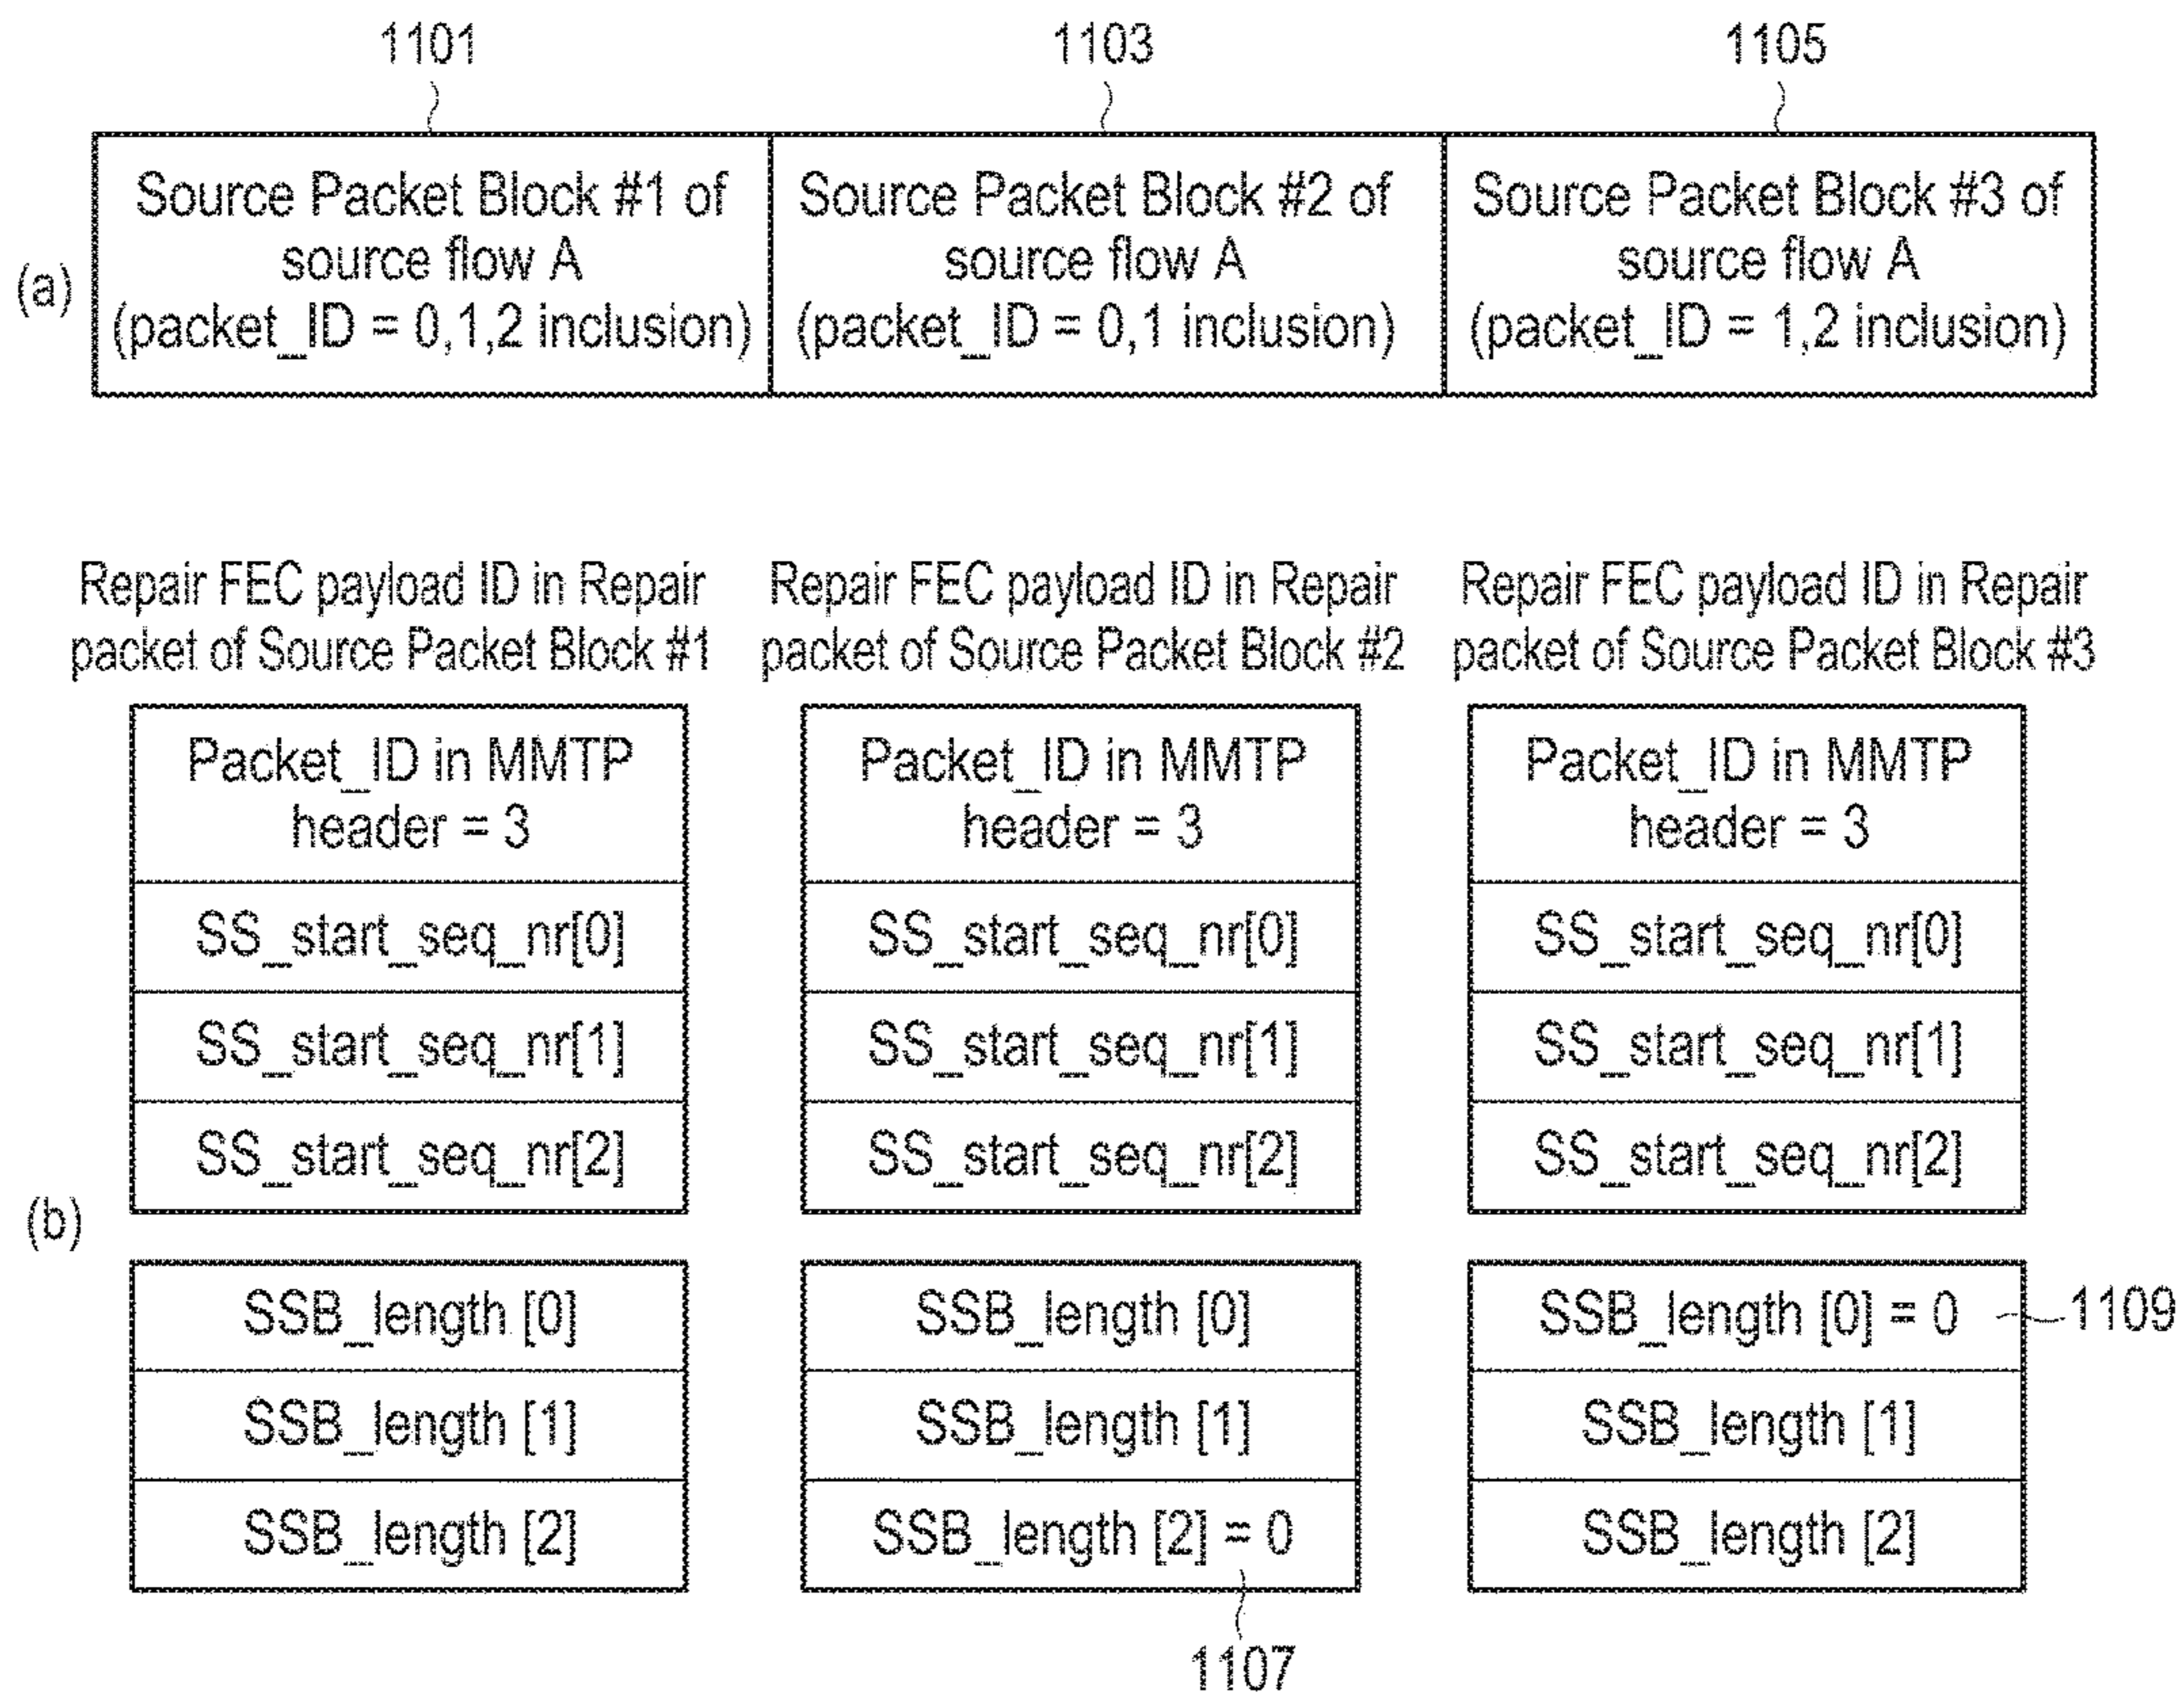 1101
1103
1105
(a)
Source Packet Block #1 of
source flow A
(packet_ID = 0,1,2 inclusion)
Source Packet Block #2 of
source flow A
(packet_ID = 0,1 inclusion)
Source Packet Block #3 of
source flow A
(packet_ID = 1,2 inclusion)
(b)
Repair FEC payload ID in Repair
packet of Source Packet Block #1
Packet_ID in MMTP
header = 3
SS_start_seq_nr[0]
SS_start_seq_nr[1]
SS_start_seq_nr[2]
SSB_length [0]
SSB_length [1]
SSB_length [2]
Repair FEC payload ID in Repair
packet of Source Packet Block #2
Packet_ID in MMTP
header = 3
SS_start_seq_nr[0]
SS_start_seq_nr[1]
SS_start_seq_nr[2]
SSB_length [0]
SSB_length [1]
SSB_length [2] = 0
1107
Repair FEC payload ID in Repair
packet of Source Packet Block #3
Packet_ID in MMTP
header = 3
SS_start_seq_nr[0]
SS_start_seq_nr[1]
SS_start_seq_nr[2]
SSB_length [0] = 0
1109
SSB_length [1]
SSB_length [2]